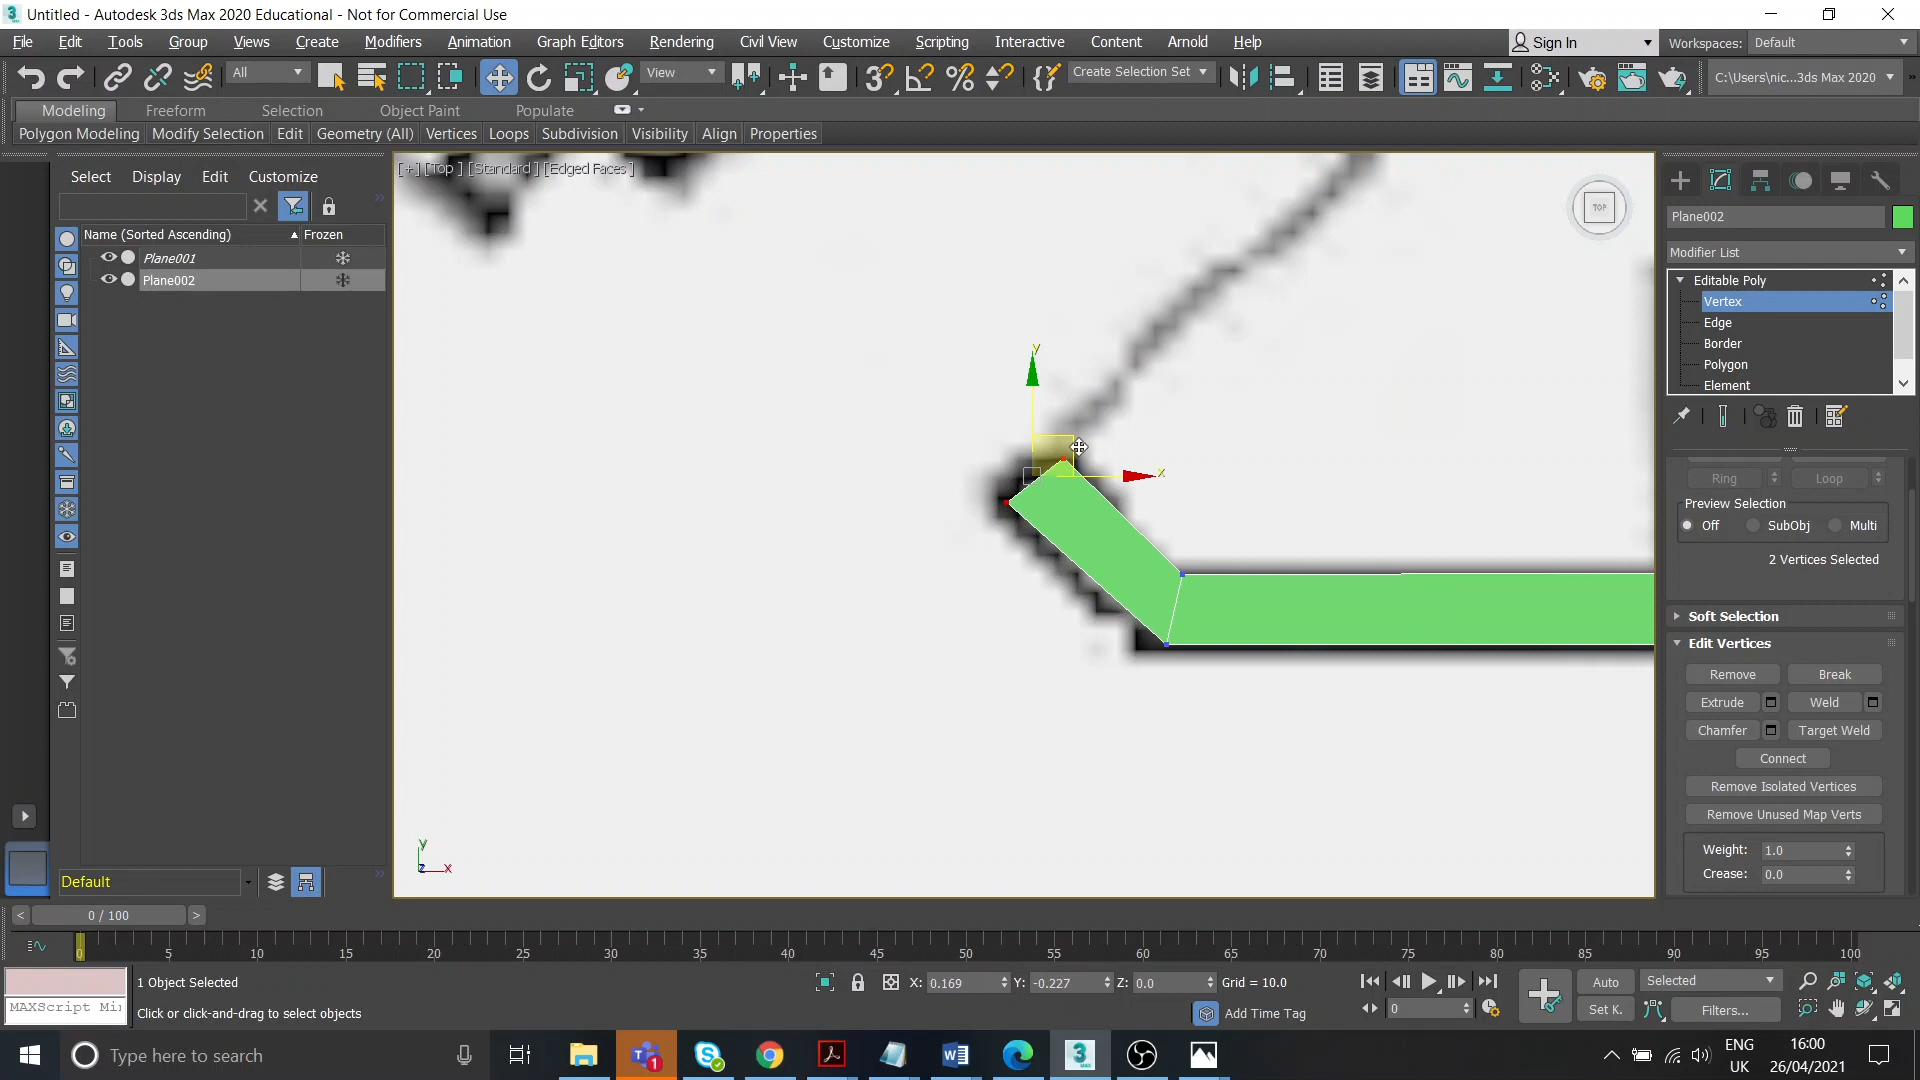 Untitled - Autodesk 3ds Max 2020 Educational - Not for Commercial Use
File Edit Tools Group Views Create Modifiers Animation Graph Editors Rendering Civil View Customize Scripting Interactive Content Arnold Help Sign In Workspaces: Default
All View Create Selection Set C:\Users\nic...3ds Max 2020
Modeling Freeform Selection Object Paint Populate
Polygon Modeling Modify Selection Edit Geometry (All) Vertices Loops Subdivision Visibility Align Properties
Select Display Edit Customize
[+] [Top ] [Standard ] [Edged Faces ]
TOP
Plane002
Name (Sorted Ascending) Frozen
Modifier List
Plane001
Plane002
Editable Poly
Vertex
Edge
Border
Polygon
Element
y
x
Ring Loop
Preview Selection
Off SubObj Multi
2 Vertices Selected
Soft Selection
Edit Vertices
Remove Break
Extrude Weld
Chamfer Target Weld
Connect
Remove Isolated Vertices
Remove Unused Map Verts
Weight: 1.0
Crease: 0.0
y
z x
Default
< 0 / 100 >
0 5 10 15 20 25 30 35 40 45 50 55 60 65 70 75 80 85 90 95 100
1 Object Selected X: 0.169 Y: -0.227 Z: 0.0 Grid = 10.0 Auto Selected
MAXScript Mi
Click or click-and-drag to select objects Add Time Tag 0 Set K. Filters...
Type here to search
1
ENG
UK
16:00
26/04/2021